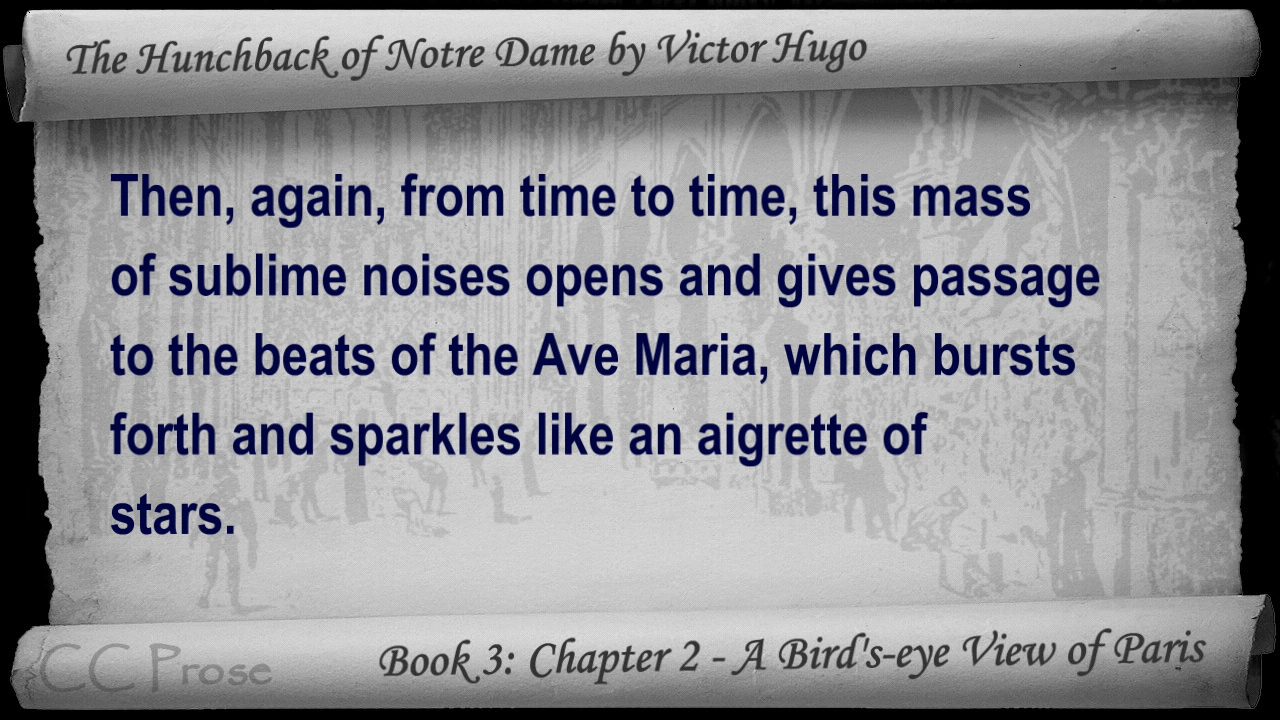 The Hunchback of Notre Dame by Victor Hugo
Then, again, from time to time, this mass
of sublime noises opens and gives passage
to the beats of the Ave Maria, which bursts
forth and sparkles like an aigrette of
stars.
CC Prose
Book 3: Chapter 2 - A Bird's-eye View of Paris